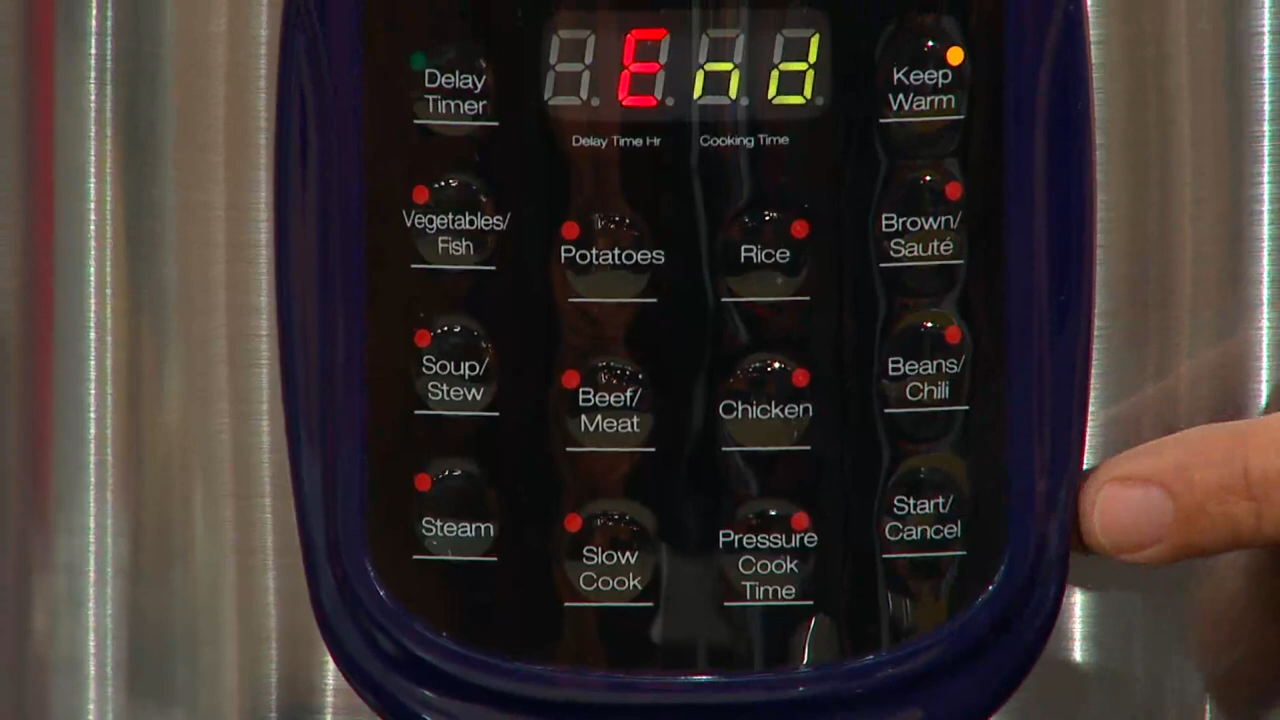 End
Delay
Timer
Keep
Warm
Delay Time Hr
Cooking Time
Vegetables/
Fish
Potatoes
Rice
Brown/
Sauté
Soup/
Stew
Beef/
Meat
Chicken
Beans/
Chili
Steam
Slow
Cook
Pressure
Cook
Time
Start/
Cancel